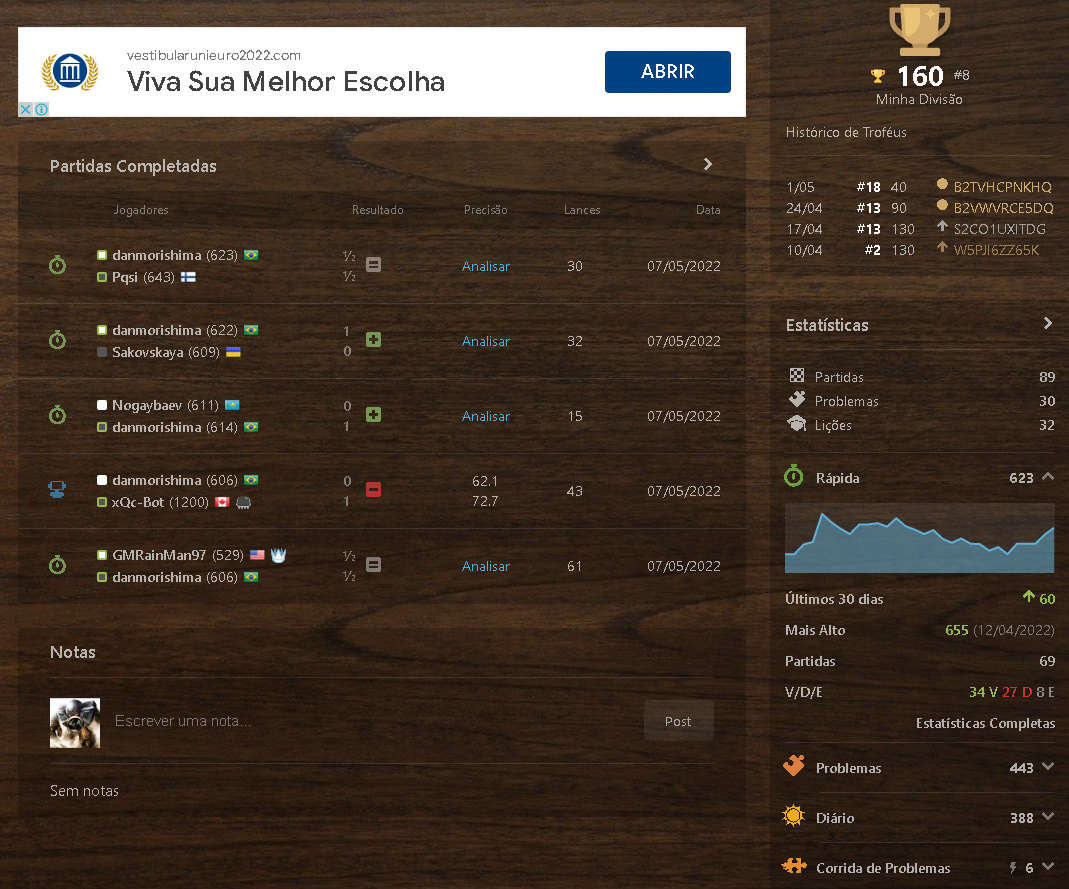 vestibularunieuro2022.com
Viva Sua Melhor Escolha
ABRIR
Partidas Completadas
Jogadores Resultado Precisão Lances Data
danmorishima (623) ½
Pqsi (643) ½
Analisar 30 07/05/2022
danmorishima (622) 1
Sakovskaya (609) 0
Analisar 32 07/05/2022
Nogaybaev (611) 0
danmorishima (614) 1
Analisar 15 07/05/2022
danmorishima (606) 0 62.1
xQc-Bot (1200) 1 72.7
43 07/05/2022
GMRainMan97 (529) ½
danmorishima (606) ½
Analisar 61 07/05/2022
Notas
Escrever uma nota...
Post
Sem notas
160 #8
Minha Divisão
Histórico de Troféus
1/05 #18 40 B2TVHCPNKHQ
24/04 #13 90 B2VWVRCE5DQ
17/04 #13 130 S2CO1UXITDG
10/04 #2 130 W5PJI6ZZ65K
Estatísticas
Partidas 89
Problemas 30
Lições 32
Rápida 623
Últimos 30 dias 60
Mais Alto 655 (12/04/2022)
Partidas 69
V/D/E 34 V 27 D 8 E
Estatísticas Completas
Problemas 443
Diário 388
Corrida de Problemas 6